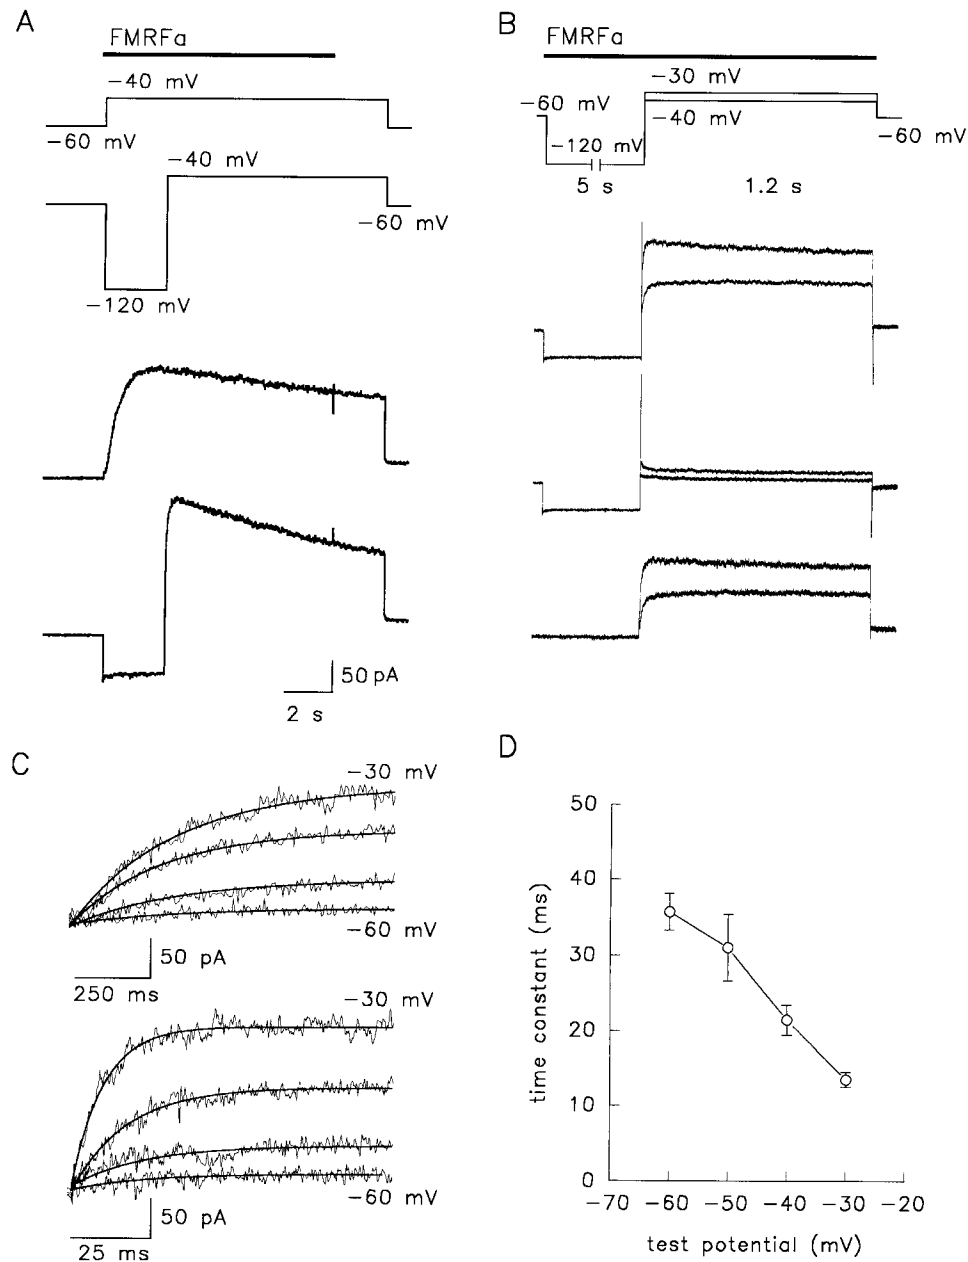 A
FMRFa
−40 mV
−60 mV
−40 mV
−60 mV
−120 mV
50 pA
2 s
B
FMRFa
−30 mV
−60 mV
−40 mV
−60 mV
−120 mV
5 s
1.2 s
C
−30 mV
−60 mV
50 pA
250 ms
−30 mV
−60 mV
50 pA
25 ms
D
50
40
30
20
10
0
time constant (ms)
−70 −60 −50 −40 −30 −20
test potential (mV)